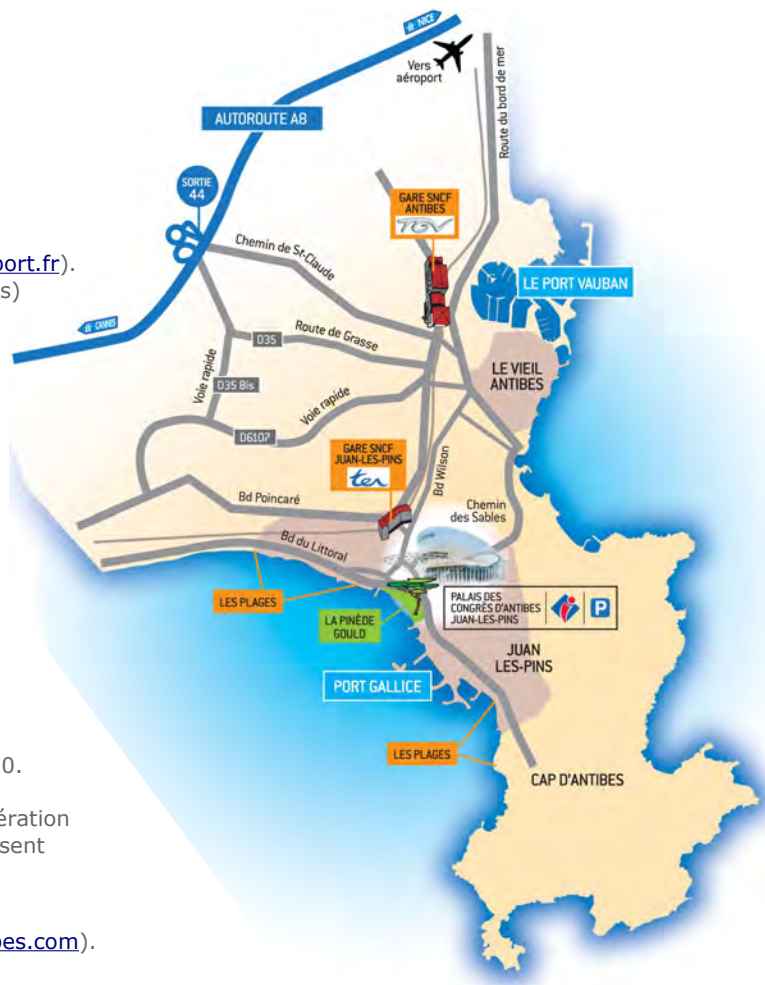 NICE
Vers
aéroport
Route du bord de mer
AUTOROUTE A8
SORTIE
44
GARE SNCF
ANTIBES
TGV
Chemin de St-Claude
port.fr).
s)
LE PORT VAUBAN
CANNES
D35
Route de Grasse
LE VIEIL
ANTIBES
Voie rapide
D35 Bis
Voie rapide
D6107
GARE SNCF
JUAN-LES-PINS
ter
Bd Wilson
Bd Poincaré
Chemin
des Sables
Bd du Littoral
LES PLAGES
PALAIS DES
CONGRÈS D'ANTIBES
JUAN-LES-PINS
P
LA PINÈDE
GOULD
JUAN
LES-PINS
PORT GALLICE
LES PLAGES
0.
CAP D'ANTIBES
ération
sent
bes.com).